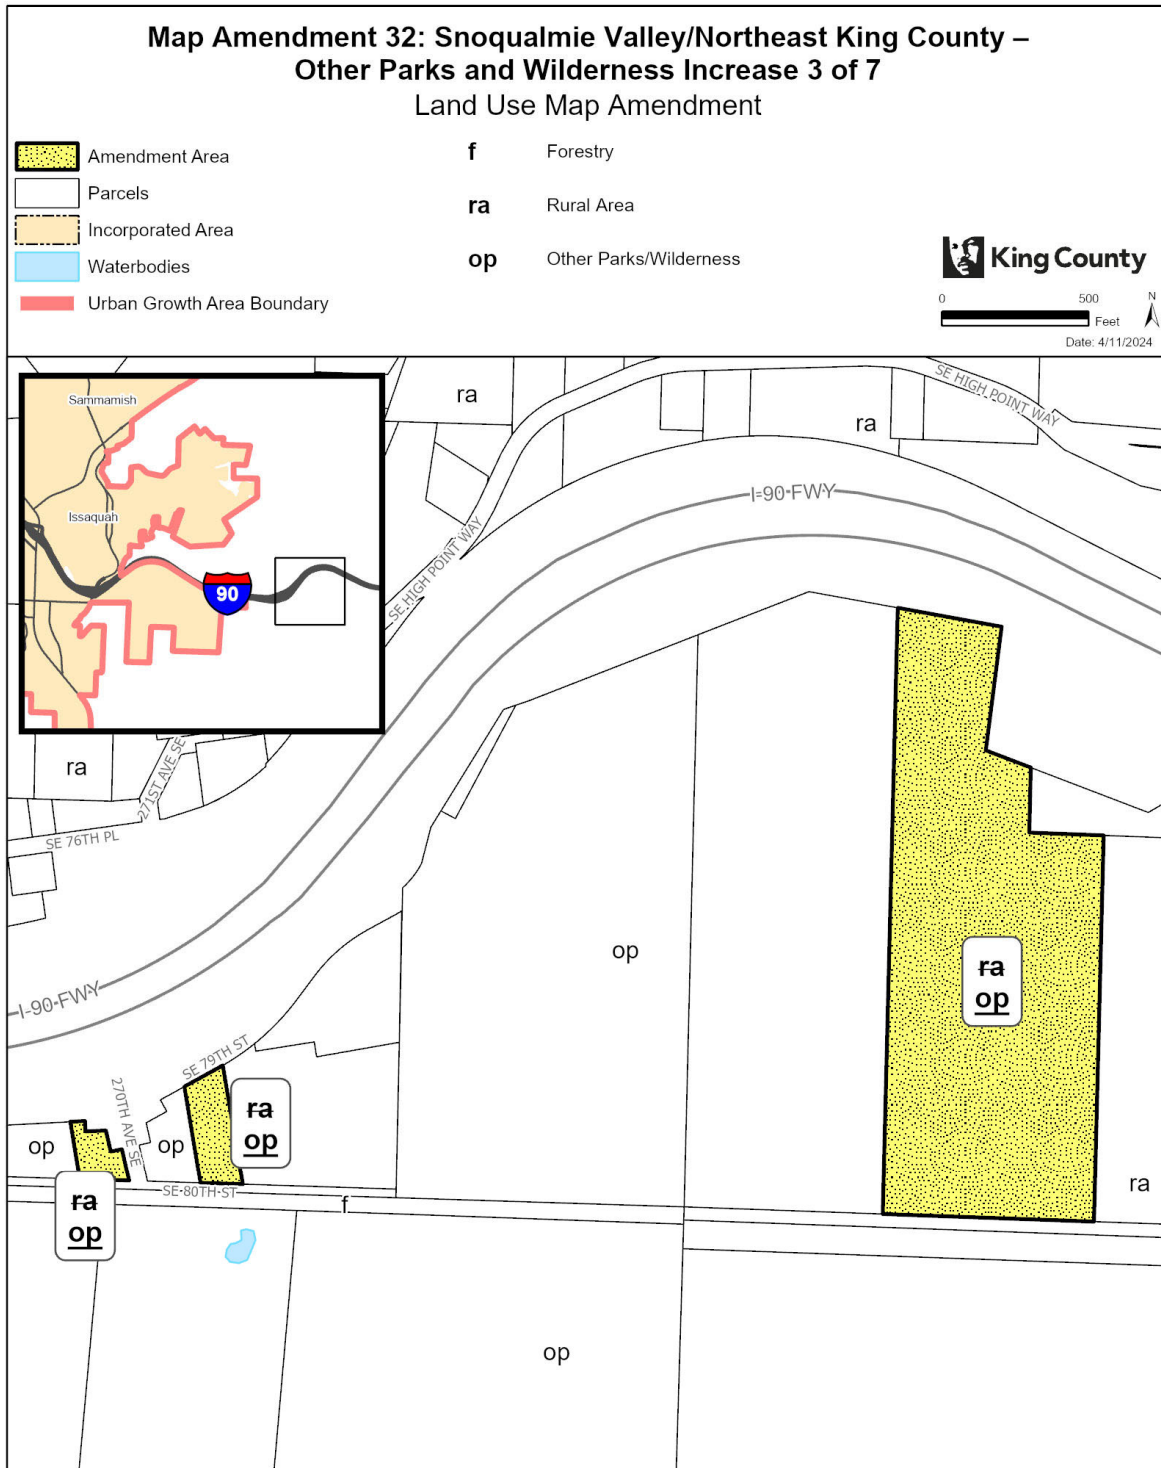 Map Amendment 32: Snoqualmie Valley/Northeast King County –
Other Parks and Wilderness Increase 3 of 7
Land Use Map Amendment
Amendment Area
Parcels
Incorporated Area
Waterbodies
Urban Growth Area Boundary
f Forestry
ra Rural Area
op Other Parks/Wilderness
King County
0 500
Feet
N
Date: 4/11/2024
Sammamish
Issaquah
90
ra
SE HIGH POINT WAY
ra
I-90 FWY
SE HIGH POINT WAY
ra
271ST AVE SE
SE 76TH PL
op
ra
op
I-90 FWY
SE 79TH ST
270TH AVE SE
ra
op
op
op
ra
SE 80TH ST
ra
op
f
op